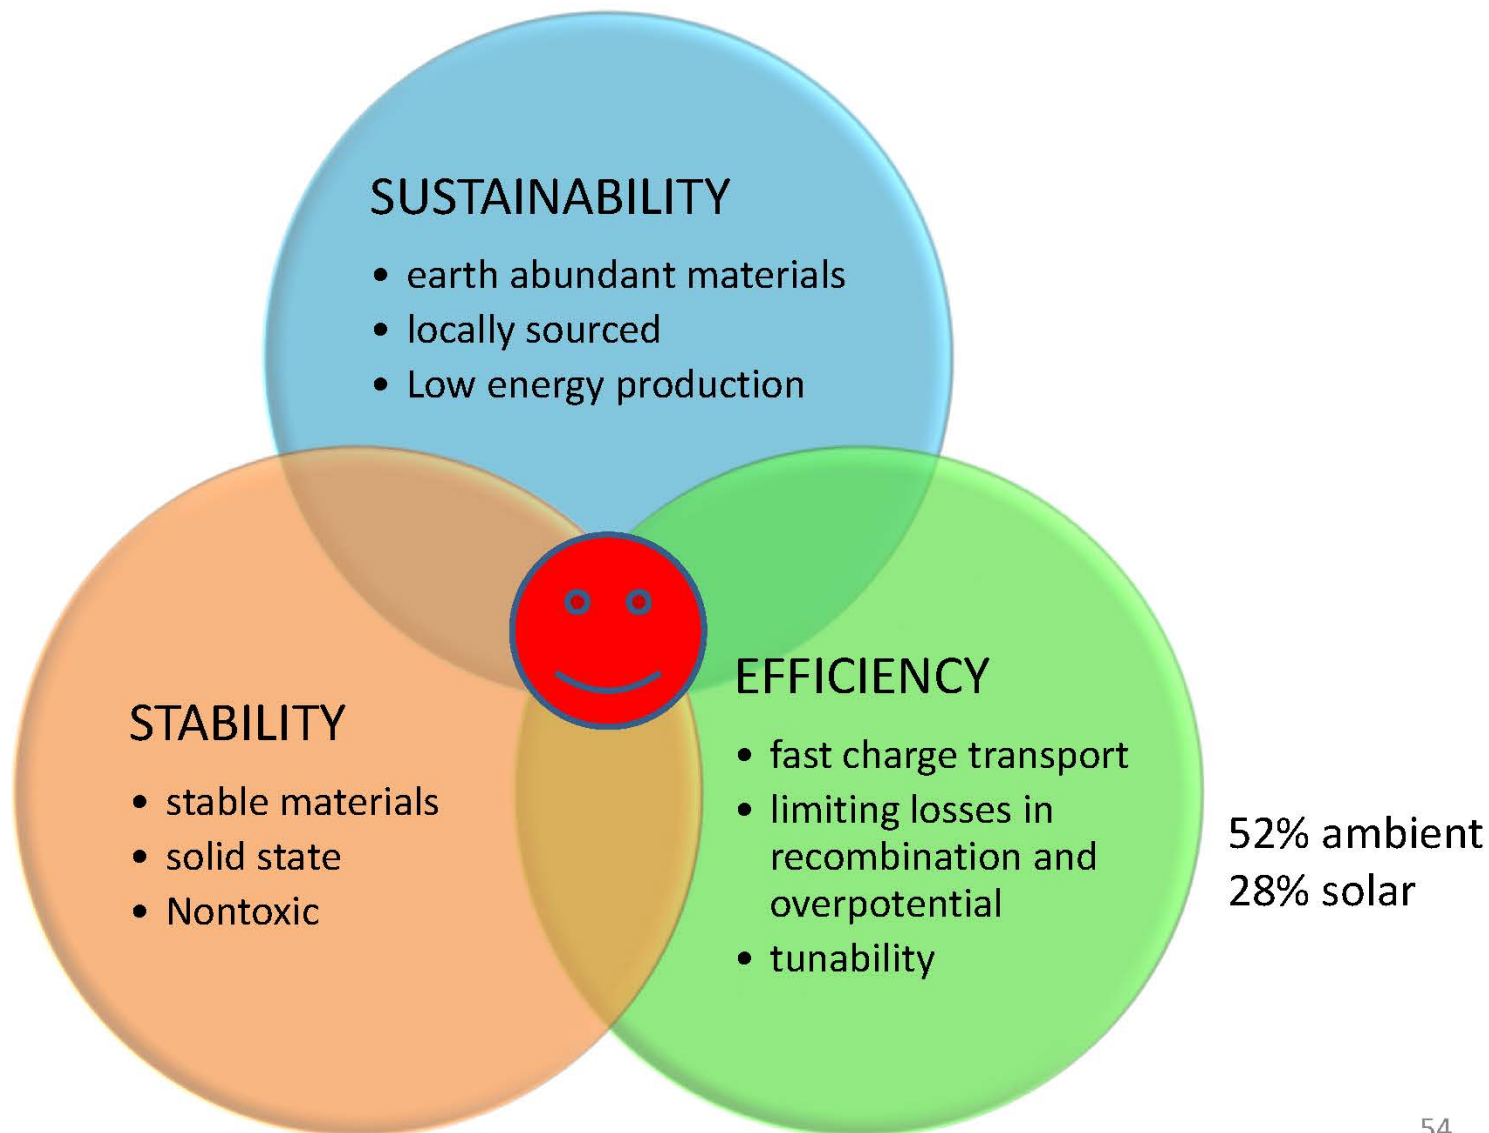 SUSTAINABILITY
• earth abundant materials
• locally sourced
• Low energy production
STABILITY
• stable materials
• solid state
• Nontoxic
EFFICIENCY
• fast charge transport
• limiting losses in
recombination and
overpotential
• tunability
52% ambient
28% solar
54